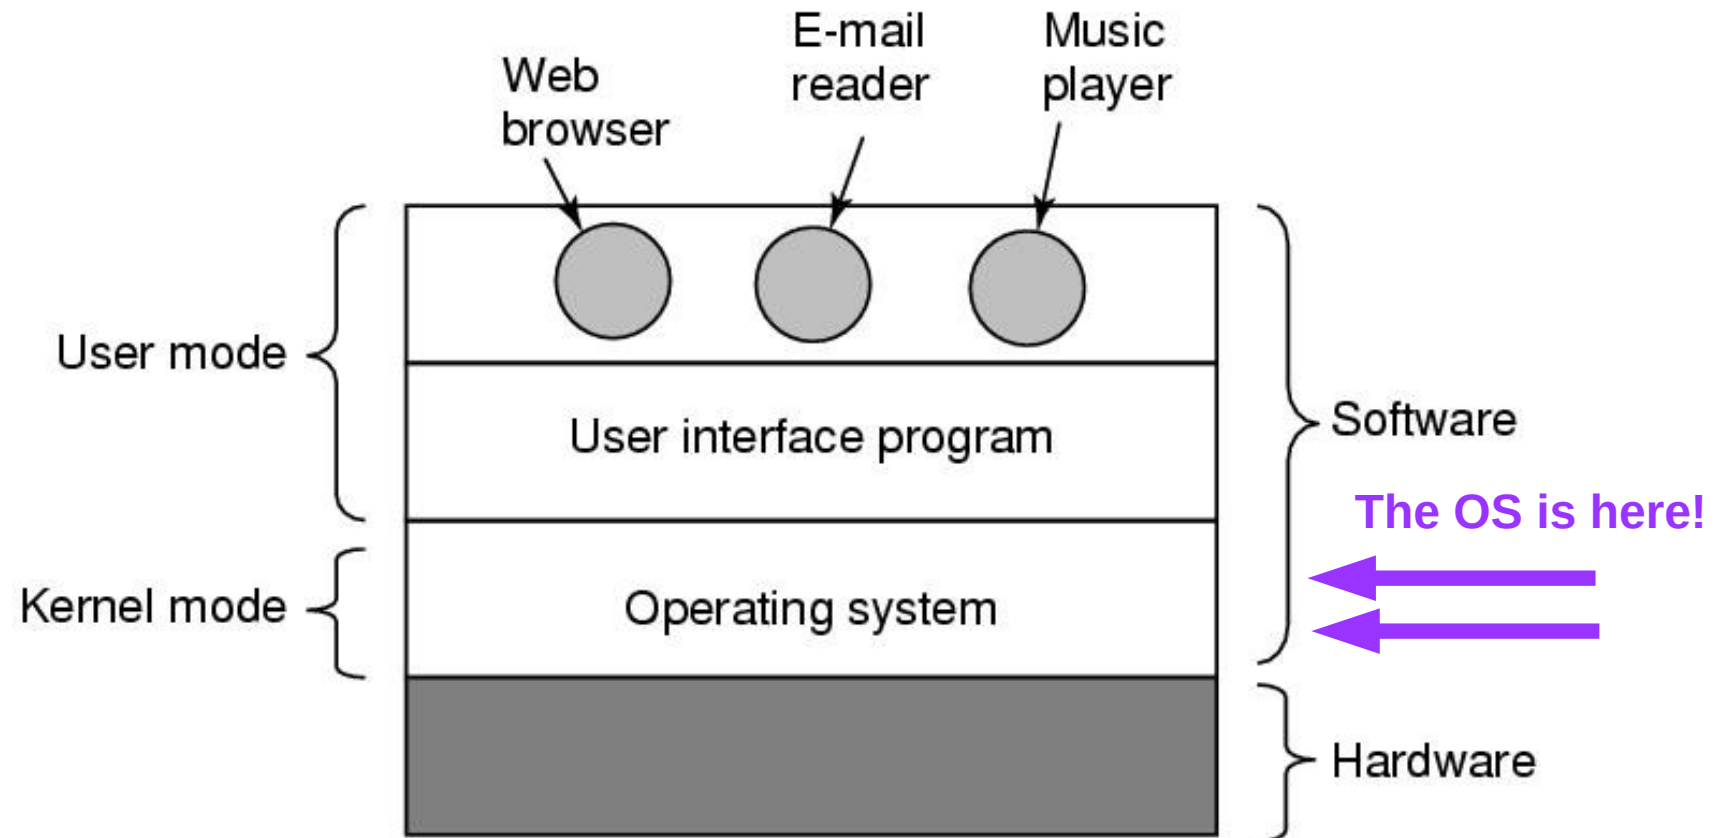 Web
browser
E-mail
reader
Music
player
User mode
User interface program
Software
The OS is here!
Kernel mode
Operating system
Hardware